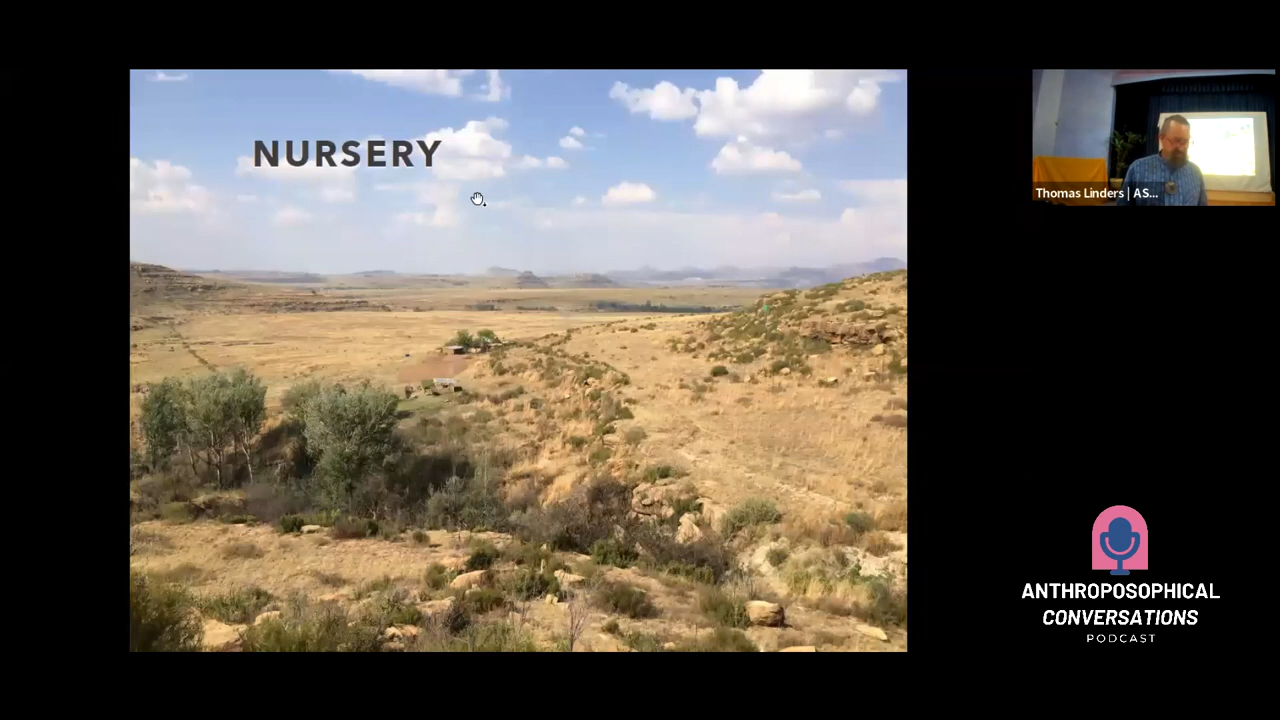 NURSERY
Thomas Linders | AS...
ANTHROPOSOPHICAL
CONVERSATIONS
PODCAST